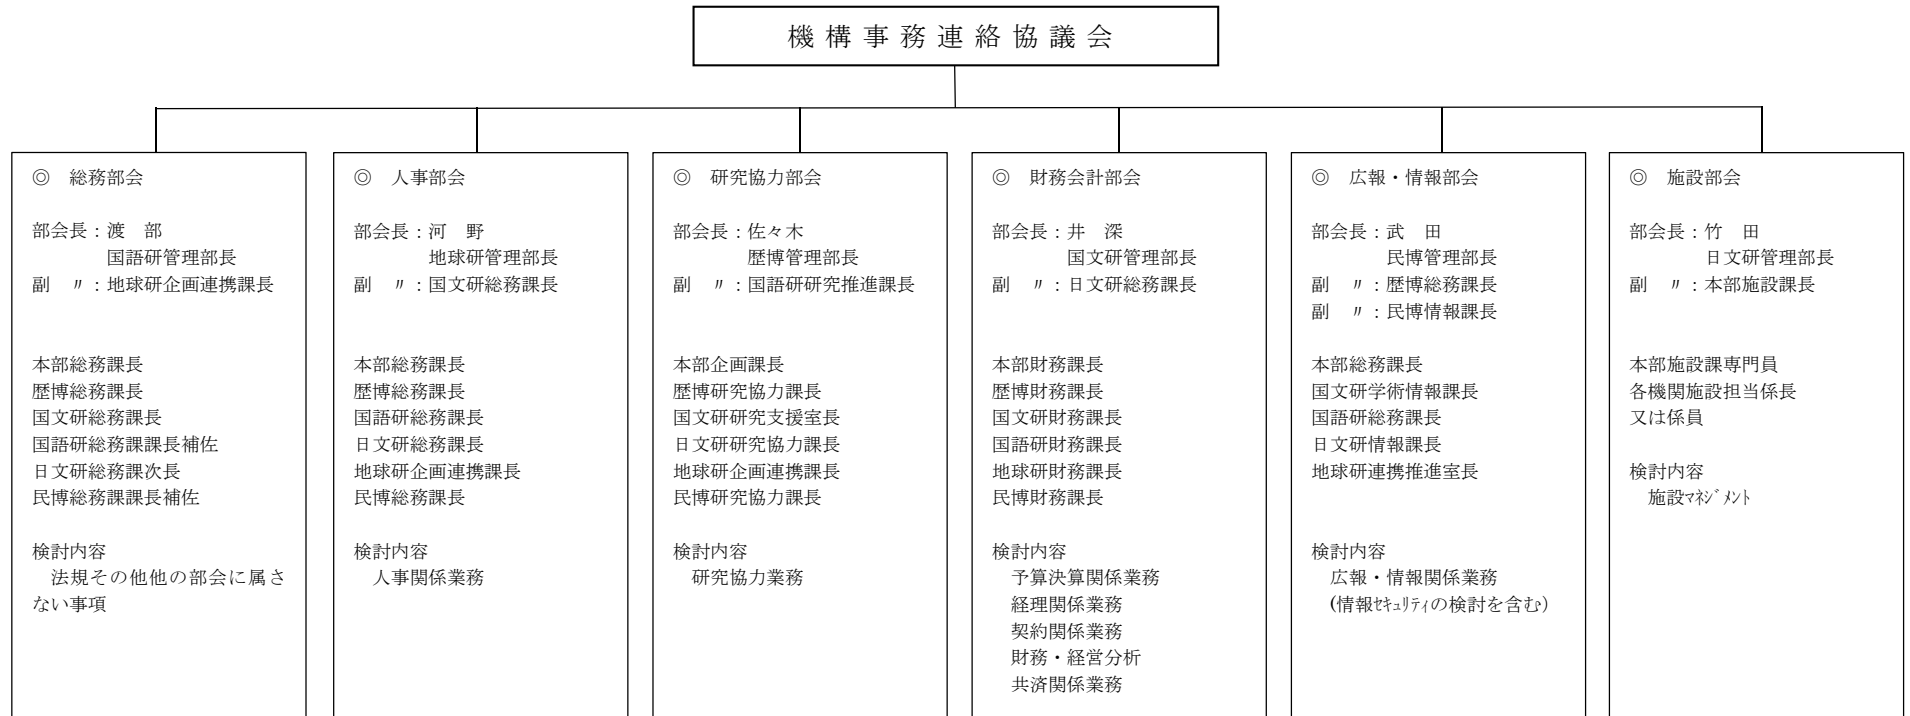 機構事務連絡協議会
◎　総務部会
部会長：渡　部
国語研管理部長
副　〃：地球研企画連携課長
本部総務課長
歴博総務課長
国文研総務課長
国語研総務課課長補佐
日文研総務課次長
民博総務課課長補佐
検討内容
法規その他他の部会に属さ
ない事項
◎　人事部会
部会長：河　野
地球研管理部長
副　〃：国文研総務課長
本部総務課長
歴博総務課長
国語研総務課長
日文研総務課長
地球研企画連携課長
民博総務課長
検討内容
人事関係業務
◎　研究協力部会
部会長：佐々木
歴博管理部長
副　〃：国語研研究推進課長
本部企画課長
歴博研究協力課長
国文研研究支援室長
日文研研究協力課長
地球研企画連携課長
民博研究協力課長
検討内容
研究協力業務
◎　財務会計部会
部会長：井　深
国文研管理部長
副　〃：日文研総務課長
本部財務課長
歴博財務課長
国文研財務課長
国語研財務課長
地球研財務課長
民博財務課長
検討内容
予算決算関係業務
経理関係業務
契約関係業務
財務・経営分析
共済関係業務
◎　広報・情報部会
部会長：武　田
民博管理部長
副　〃：歴博総務課長
副　〃：民博情報課長
本部総務課長
国文研学術情報課長
国語研総務課長
日文研情報課長
地球研連携推進室長
検討内容
広報・情報関係業務
(情報ｾｷｭﾘﾃｨの検討を含む)
◎　施設部会
部会長：竹　田
日文研管理部長
副　〃：本部施設課長
本部施設課専門員
各機関施設担当係長
又は係員
検討内容
施設ﾏﾈｼﾞﾒﾝﾄ